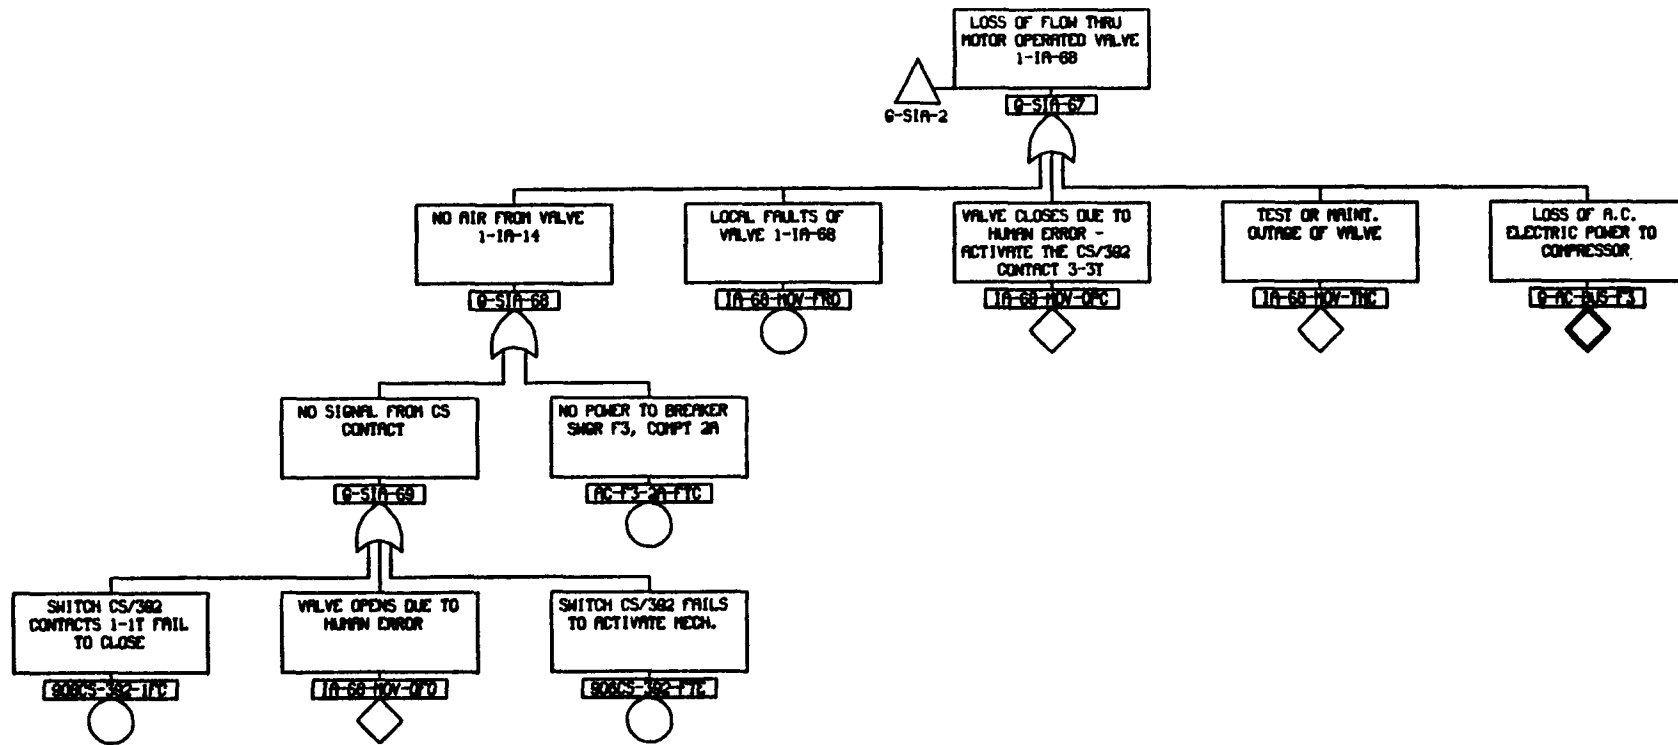 LOSS OF FLOW THRU
MOTOR OPERATED VALVE
1-IA-68
G-SIA-2
G-SIA-67
NO AIR FROM VALVE
1-IA-14
LOCAL FAULTS OF
VALVE 1-IA-68
VALVE CLOSES DUE TO
HUMAN ERROR -
ACTIVATE THE CS/382
CONTACT 3-3T
TEST OR MAINT.
OUTAGE OF VALVE
LOSS OF A.C.
ELECTRIC POWER TO
COMPRESSOR
G-SIA-68
IA-68-MOV-FRO
IA-68-MOV-OFC
IA-68-MOV-TMC
G-AC-BUS-F3
NO SIGNAL FROM CS
CONTACT
NO POWER TO BREAKER
SWGR F3, COMPT 2A
G-SIA-69
AC-F3-2A-FTC
SWITCH CS/382
CONTACTS 1-1T FAIL
TO CLOSE
VALVE OPENS DUE TO
HUMAN ERROR
SWITCH CS/382 FAILS
TO ACTIVATE MECH.
IA-68-MOV-OFO